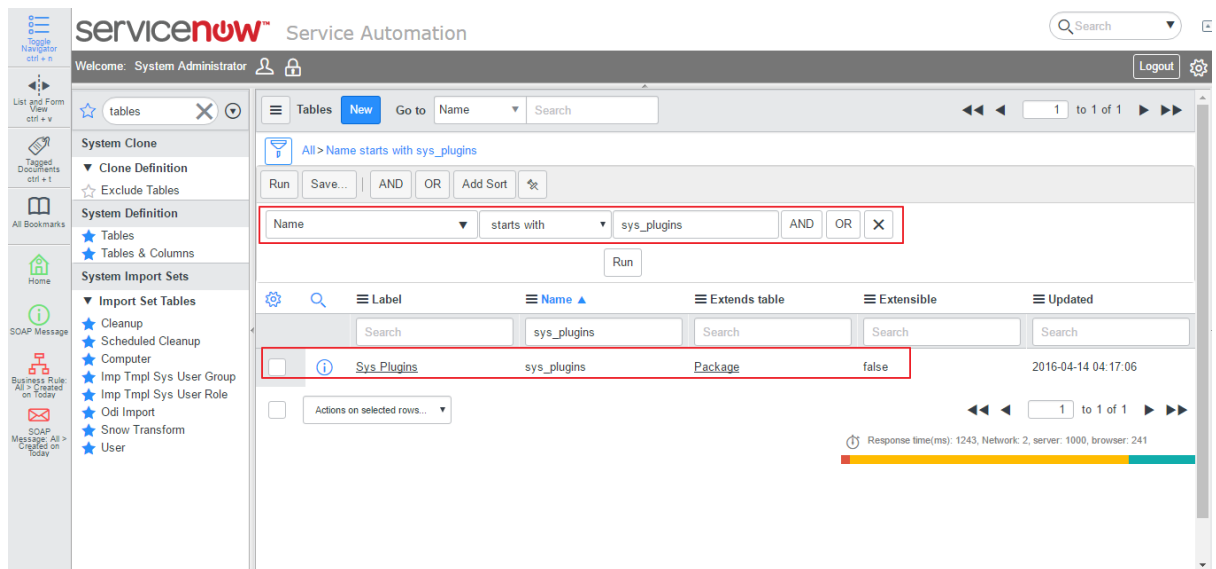 Toggle
Navigator
ctrl + n
servicenow™ Service Automation
Search
Welcome: System Administrator
Logout
List and Form
View
ctrl + v
Tagged
Documents
ctrl + t
All Bookmarks
Home
SOAP Message
Business Rule:
All > Created
on Today
SOAP
Message: All >
Created on
Today
tables
System Clone
Clone Definition
Exclude Tables
System Definition
Tables
Tables & Columns
System Import Sets
Import Set Tables
Cleanup
Scheduled Cleanup
Computer
Imp Tmpl Sys User Group
Imp Tmpl Sys User Role
Odi Import
Snow Transform
User
Tables New Go to Name Search 1 to 1 of 1
All > Name starts with sys_plugins
Run Save... AND OR Add Sort
Name starts with sys_plugins AND OR X
Run
Label Name Extends table Extensible Updated
Search sys_plugins Search Search Search
Sys Plugins sys_plugins Package false 2016-04-14 04:17:06
Actions on selected rows... 1 to 1 of 1
Response time(ms): 1243, Network: 2, server: 1000, browser: 241